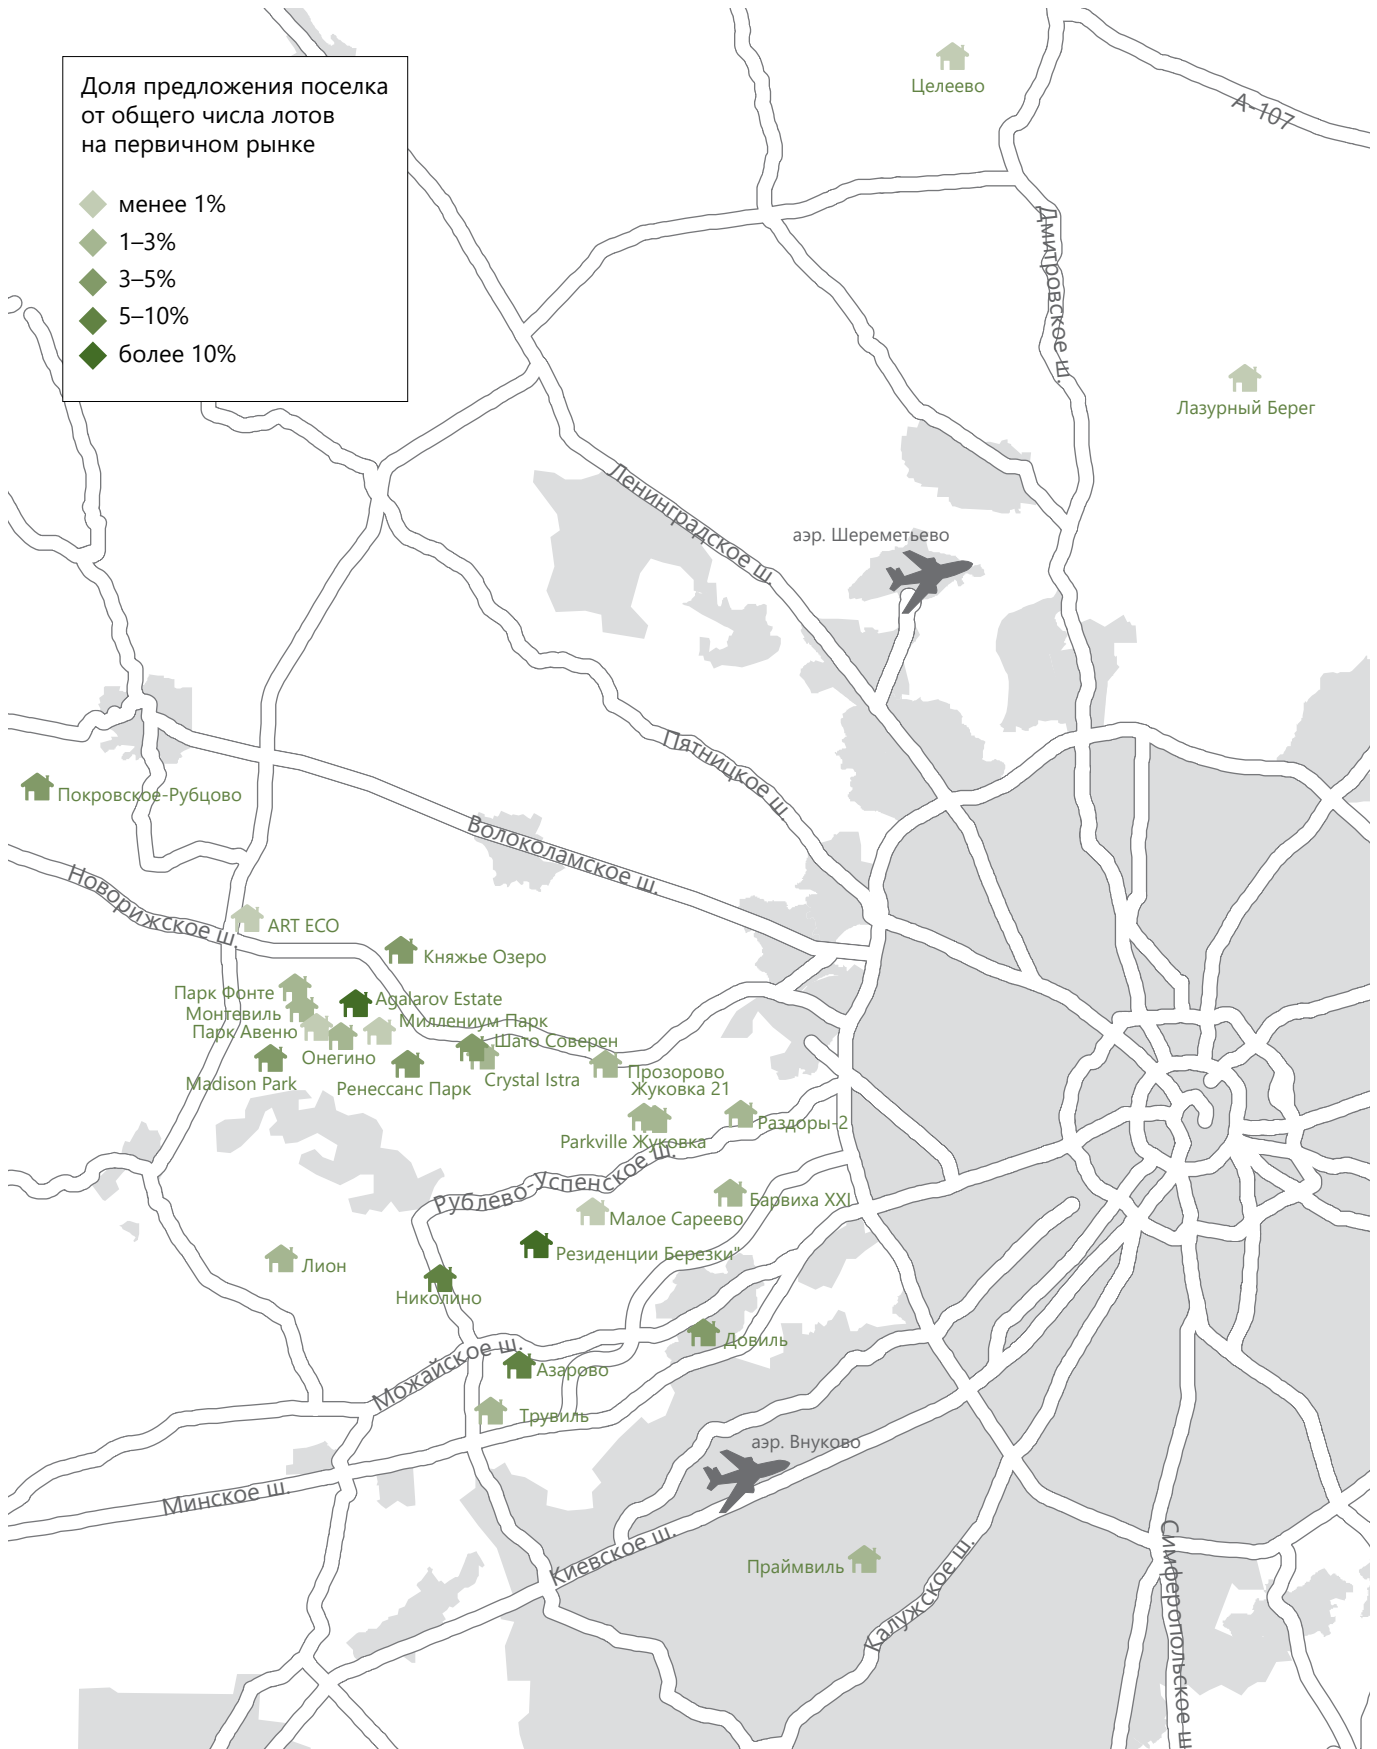 Доля предложения поселка
от общего числа лотов
на первичном рынке
менее 1%
1–3%
3–5%
5–10%
более 10%
Целеево
А-107
Дмитровское ш.
Лазурный Берег
Ленинградское ш.
аэр. Шереметьево
Пятницкое ш.
Покровское-Рубцово
Волоколамское ш.
Новорижское ш.
ART ECO
Княжье Озеро
Парк Фонте
Agalarov Estate
Монтевиль
Миллениум Парк
Парк Авеню
Шато Соверен
Онегино
Прозорово
Madison Park
Crystal Istra
Ренессанс Парк
Жуковка 21
Раздоры-2
Parkville Жуковка
Рублево-Успенское ш.
Барвиха XXI
Малое Сареево
Резиденции Березки"
Лион
Николино
Довиль
Можайское ш.
Азарово
Трувиль
аэр. Внуково
Минское ш.
Киевское ш.
Праймвиль
Калужское ш.
Симферопольское ш